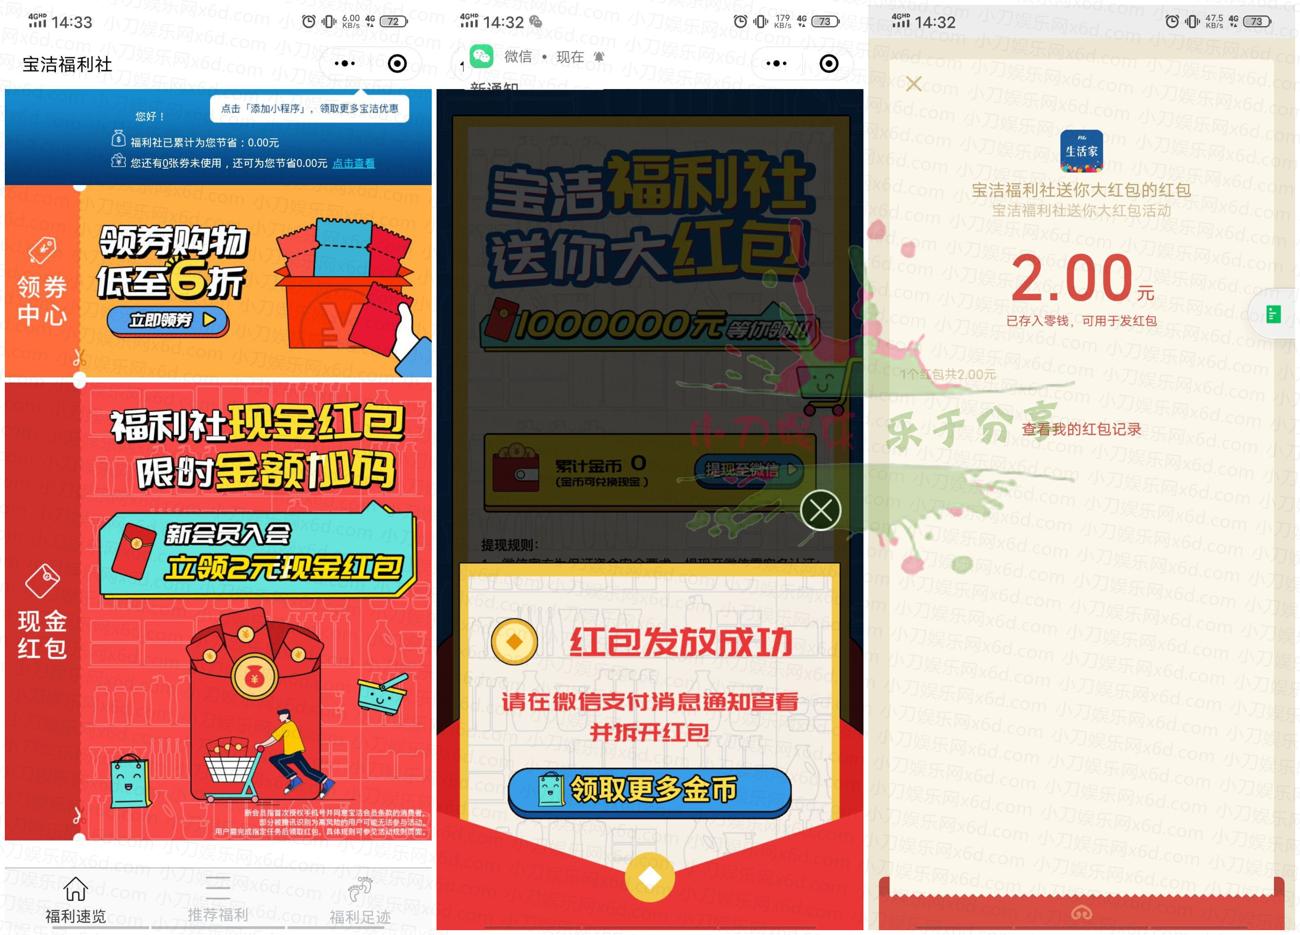 14:33
6.00
KB/s
4G
72
宝洁福利社
点击「添加小程序」，领取更多宝洁优惠
您好！
福利社已累计为您节省：0.00元
您还有0张券未使用，还可为您节省0.00元 点击查看
领券
中心
领券购物
低至6折
立即领券
现金
红包
福利社现金红包
限时金额加码
新会员入会
立领2元现金红包
新会员指首次授权手机号并同意宝洁会员条款的消费者，
部分被腾讯识别为高风险的用户可能无法参与活动。
用户需完成指定任务后领取红包，具体规则可参见活动规则页面。
福利速览
推荐福利
福利足迹
14:32
179
KB/s
4G
73
微信 • 现在
新通知
宝洁福利社
送你大红包
1000000元 等你领!!!
累计金币 0
(金币可兑换现金)
提现至微信
提现规则:
红包发放成功
请在微信支付消息通知查看
并拆开红包
领取更多金币
14:32
47.5
KB/s
4G
73
生活家
宝洁福利社送你大红包的红包
宝洁福利社送你大红包活动
2.00元
已存入零钱，可用于发红包
1个红包共2.00元
查看我的红包记录
小刀娱乐 乐于分享
小刀娱乐网x6d.com